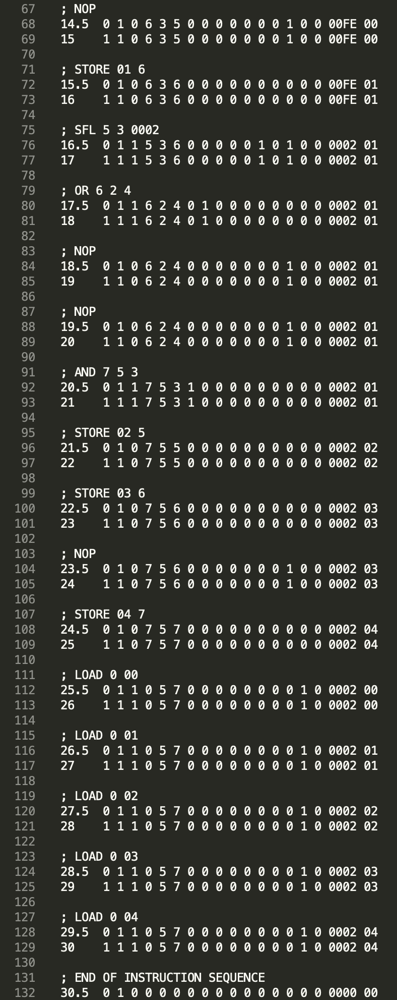 67 ; NOP
68 14.5 0 1 0 6 3 5 0 0 0 0 0 0 0 1 0 0 00FE 00
69 15 1 1 0 6 3 5 0 0 0 0 0 0 0 1 0 0 00FE 00
70
71 ; STORE 01 6
72 15.5 0 1 0 6 3 6 0 0 0 0 0 0 0 0 0 0 00FE 01
73 16 1 1 0 6 3 6 0 0 0 0 0 0 0 0 0 0 00FE 01
74
75 ; SFL 5 3 0002
76 16.5 0 1 1 5 3 6 0 0 0 0 0 1 0 1 0 0 0002 01
77 17 1 1 1 5 3 6 0 0 0 0 0 1 0 1 0 0 0002 01
78
79 ; OR 6 2 4
80 17.5 0 1 1 6 2 4 0 1 0 0 0 0 0 0 0 0 0002 01
81 18 1 1 1 6 2 4 0 1 0 0 0 0 0 0 0 0 0002 01
82
83 ; NOP
84 18.5 0 1 0 6 2 4 0 0 0 0 0 0 0 1 0 0 0002 01
85 19 1 1 0 6 2 4 0 0 0 0 0 0 0 1 0 0 0002 01
86
87 ; NOP
88 19.5 0 1 0 6 2 4 0 0 0 0 0 0 0 1 0 0 0002 01
89 20 1 1 0 6 2 4 0 0 0 0 0 0 0 1 0 0 0002 01
90
91 ; AND 7 5 3
92 20.5 0 1 1 7 5 3 1 0 0 0 0 0 0 0 0 0 0002 01
93 21 1 1 1 7 5 3 1 0 0 0 0 0 0 0 0 0 0002 01
94
95 ; STORE 02 5
96 21.5 0 1 0 7 5 5 0 0 0 0 0 0 0 0 0 0 0002 02
97 22 1 1 0 7 5 5 0 0 0 0 0 0 0 0 0 0 0002 02
98
99 ; STORE 03 6
100 22.5 0 1 0 7 5 6 0 0 0 0 0 0 0 0 0 0 0002 03
101 23 1 1 0 7 5 6 0 0 0 0 0 0 0 0 0 0 0002 03
102
103 ; NOP
104 23.5 0 1 0 7 5 6 0 0 0 0 0 0 0 1 0 0 0002 03
105 24 1 1 0 7 5 6 0 0 0 0 0 0 0 1 0 0 0002 03
106
107 ; STORE 04 7
108 24.5 0 1 0 7 5 7 0 0 0 0 0 0 0 0 0 0 0002 04
109 25 1 1 0 7 5 7 0 0 0 0 0 0 0 0 0 0 0002 04
110
111 ; LOAD 0 00
112 25.5 0 1 1 0 5 7 0 0 0 0 0 0 0 0 1 0 0002 00
113 26 1 1 1 0 5 7 0 0 0 0 0 0 0 0 1 0 0002 00
114
115 ; LOAD 0 01
116 26.5 0 1 1 0 5 7 0 0 0 0 0 0 0 0 1 0 0002 01
117 27 1 1 1 0 5 7 0 0 0 0 0 0 0 0 1 0 0002 01
118
119 ; LOAD 0 02
120 27.5 0 1 1 0 5 7 0 0 0 0 0 0 0 0 1 0 0002 02
121 28 1 1 1 0 5 7 0 0 0 0 0 0 0 0 1 0 0002 02
122
123 ; LOAD 0 03
124 28.5 0 1 1 0 5 7 0 0 0 0 0 0 0 0 1 0 0002 03
125 29 1 1 1 0 5 7 0 0 0 0 0 0 0 0 1 0 0002 03
126
127 ; LOAD 0 04
128 29.5 0 1 1 0 5 7 0 0 0 0 0 0 0 0 1 0 0002 04
129 30 1 1 1 0 5 7 0 0 0 0 0 0 0 0 1 0 0002 04
130
131 ; END OF INSTRUCTION SEQUENCE
132 30.5 0 1 0 0 0 0 0 0 0 0 0 0 0 0 0 0 0000 00